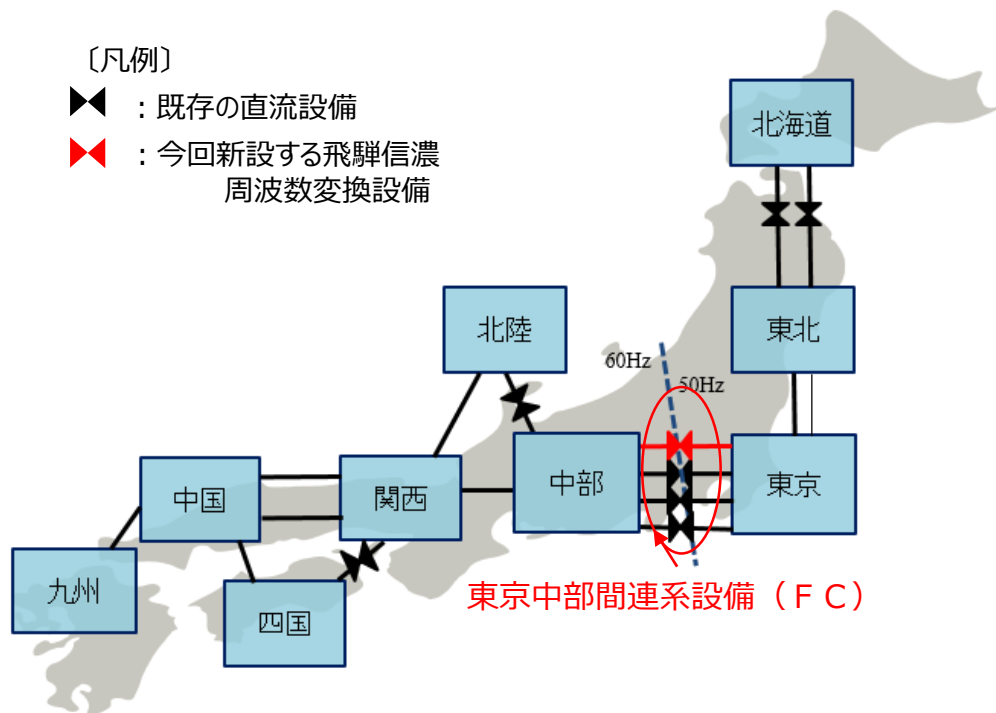 〔凡例〕
：既存の直流設備
：今回新設する飛騨信濃
周波数変換設備
北海道
北陸
東北
60Hz
50Hz
中部
東京
中国
関西
九州
四国
東京中部間連系設備（ＦＣ）